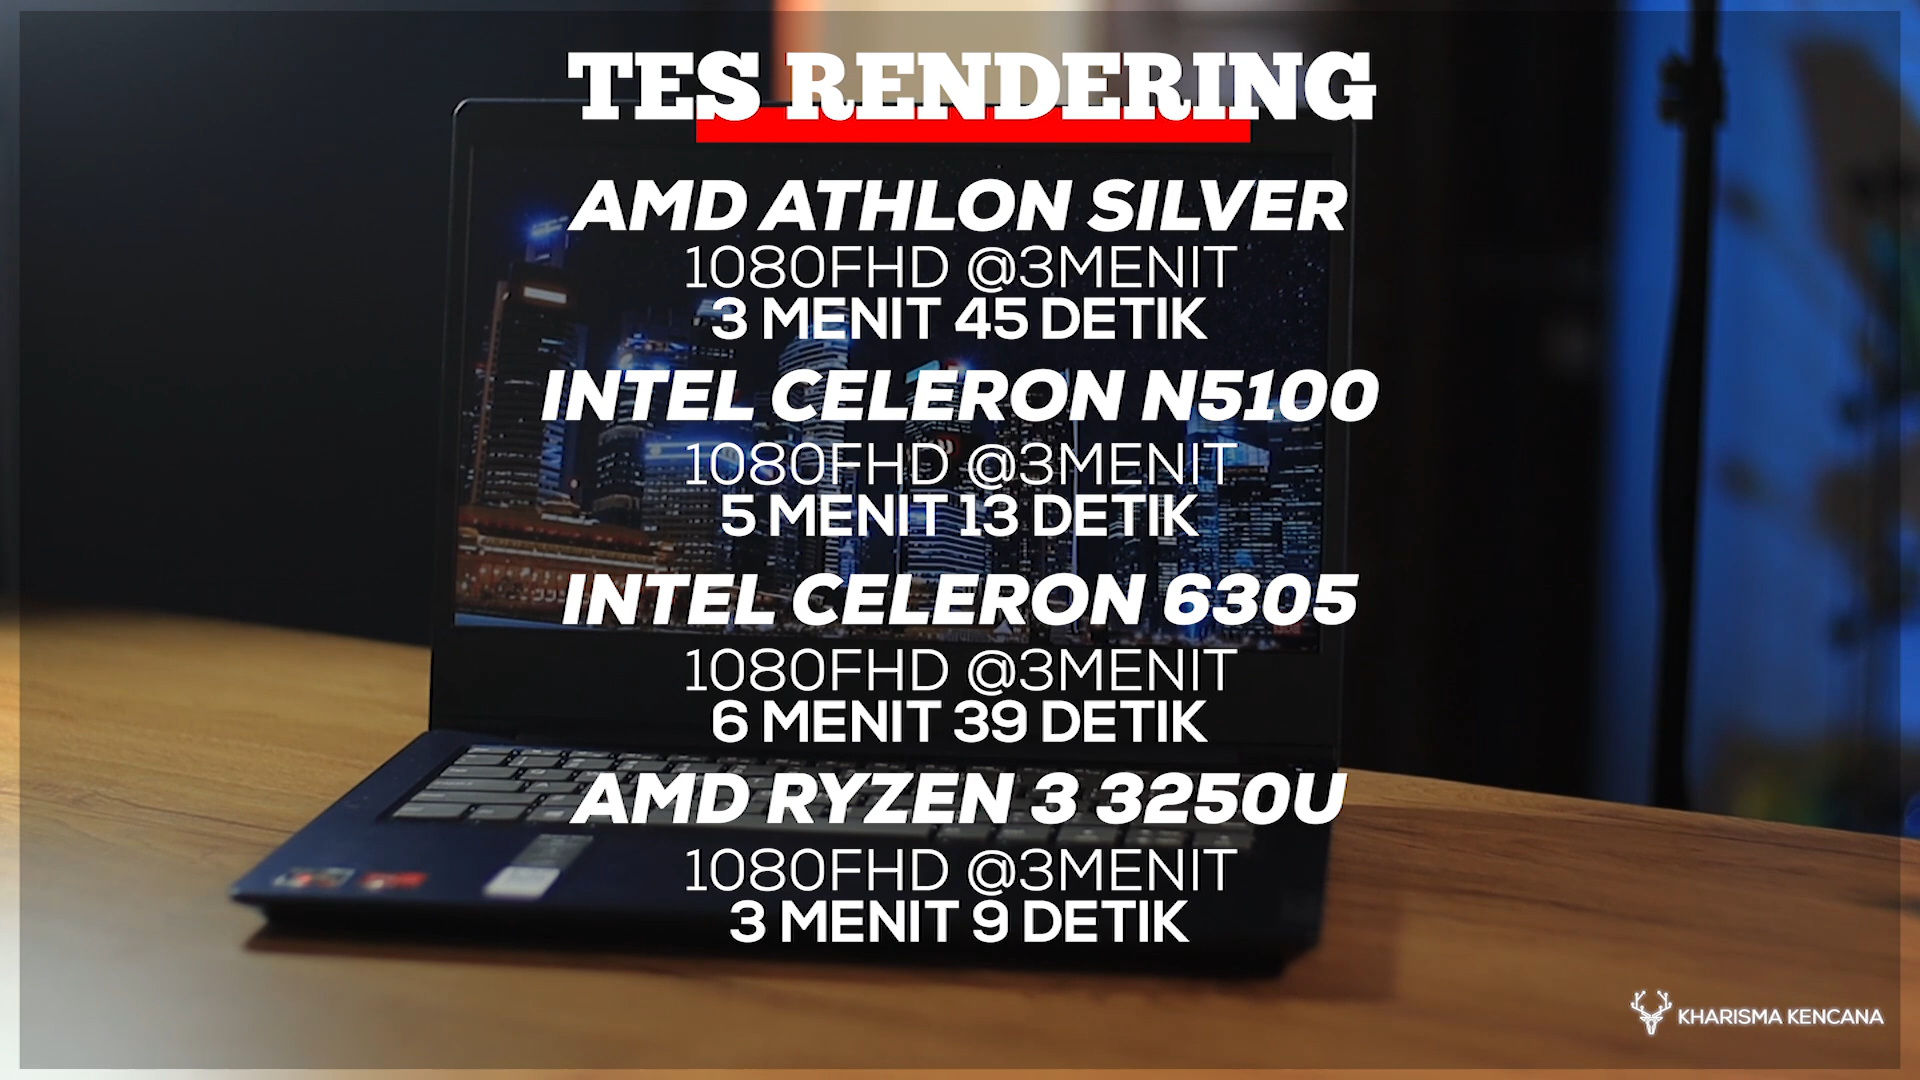 TES RENDERING
AMD ATHLON SILVER
1080FHD @3MENIT
3 MENIT 45 DETIK
INTEL CELERON N5100
1080FHD @3MENIT
5 MENIT 13 DETIK
INTEL CELERON 6305
1080FHD @3MENIT
6 MENIT 39 DETIK
AMD RYZEN 3 3250U
1080FHD @3MENIT
3 MENIT 9 DETIK
KHARISMA KENCANA